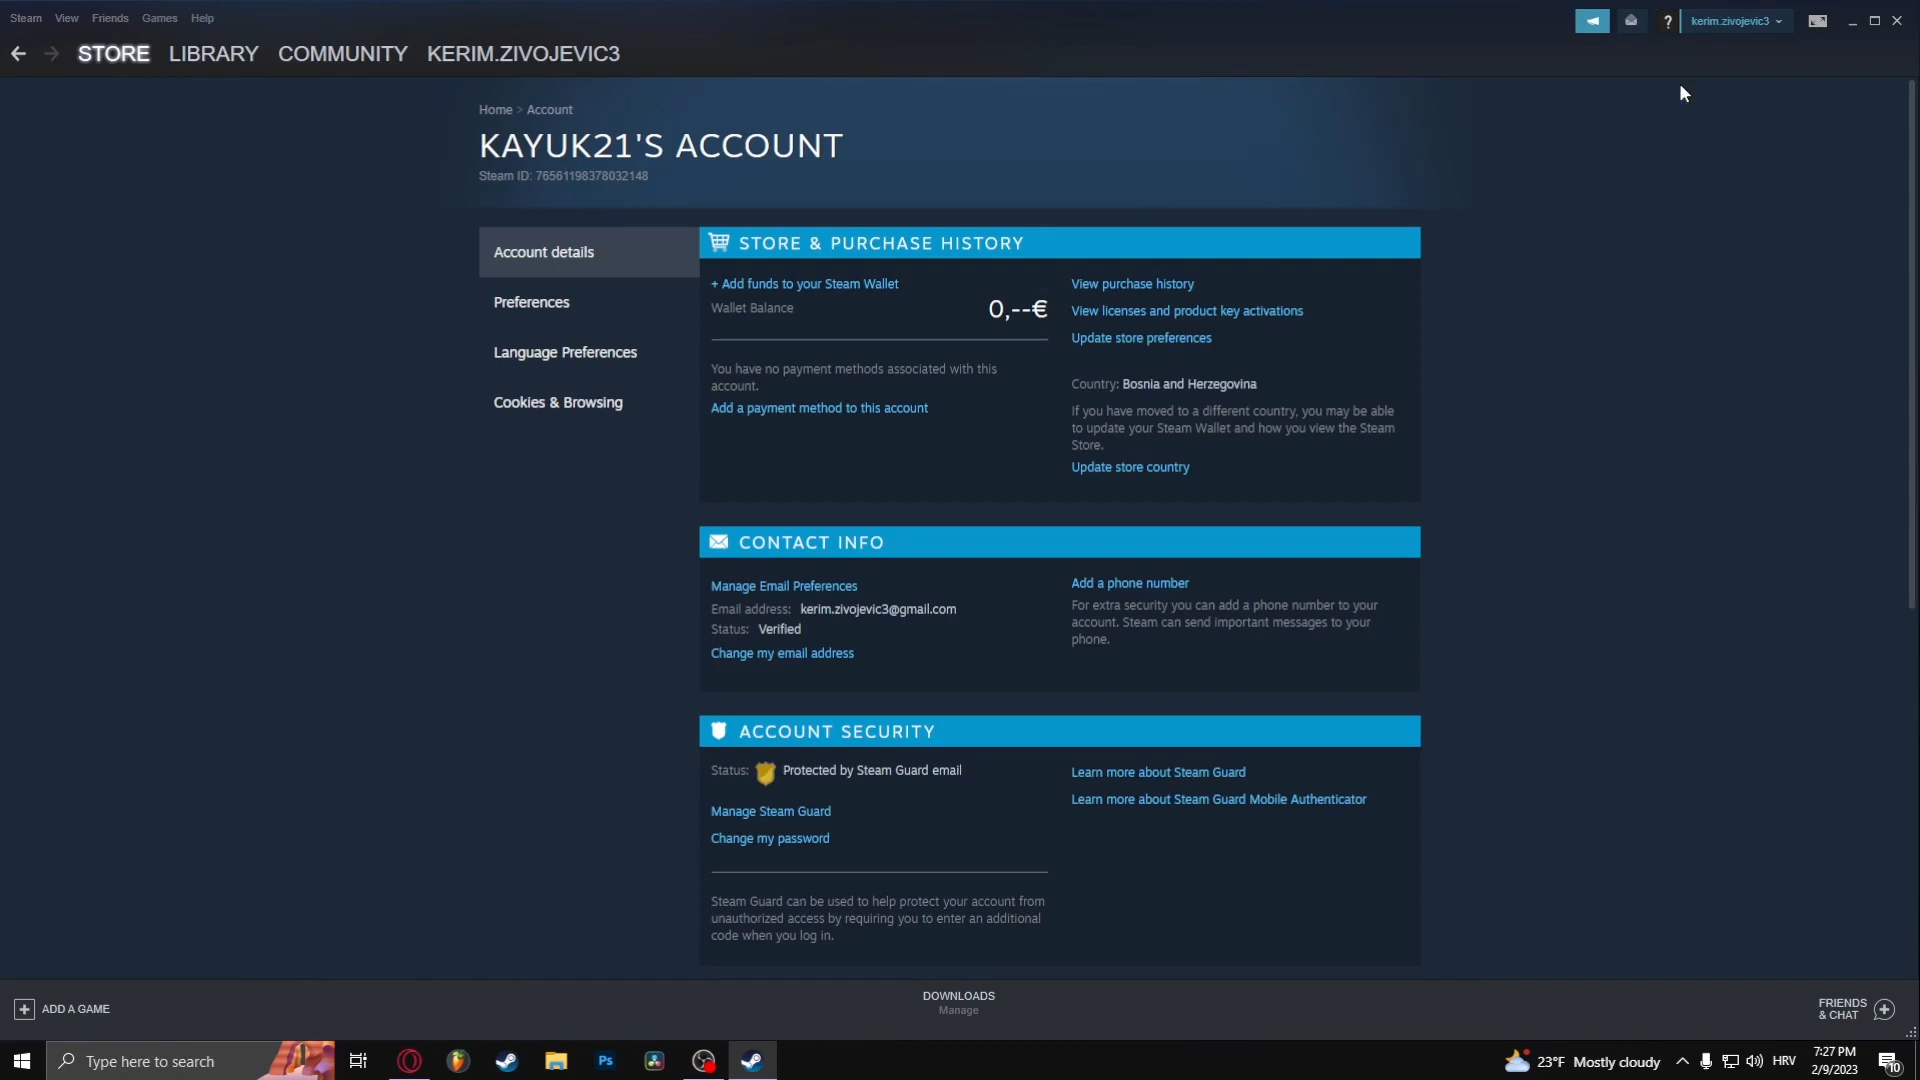 Steam View Friends Games Help
? kerim.zivojevic3
STORE LIBRARY COMMUNITY KERIM.ZIVOJEVIC3
Home > Account
KAYUK21'S ACCOUNT
Steam ID: 76561198378032148
Account details
Preferences
Language Preferences
Cookies & Browsing
STORE & PURCHASE HISTORY
+ Add funds to your Steam Wallet
Wallet Balance 0,--€
You have no payment methods associated with this
account.
Add a payment method to this account
View purchase history
View licenses and product key activations
Update store preferences
Country: Bosnia and Herzegovina
If you have moved to a different country, you may be able
to update your Steam Wallet and how you view the Steam
Store.
Update store country
CONTACT INFO
Manage Email Preferences
Email address: kerim.zivojevic3@gmail.com
Status: Verified
Change my email address
Add a phone number
For extra security you can add a phone number to your
account. Steam can send important messages to your
phone.
ACCOUNT SECURITY
Status: Protected by Steam Guard email
Manage Steam Guard
Change my password
Steam Guard can be used to help protect your account from
unauthorized access by requiring you to enter an additional
code when you log in.
Learn more about Steam Guard
Learn more about Steam Guard Mobile Authenticator
+ ADD A GAME
DOWNLOADS
Manage
FRIENDS
& CHAT +
Type here to search
Ps
23°F Mostly cloudy
HRV
7:27 PM
2/9/2023
10